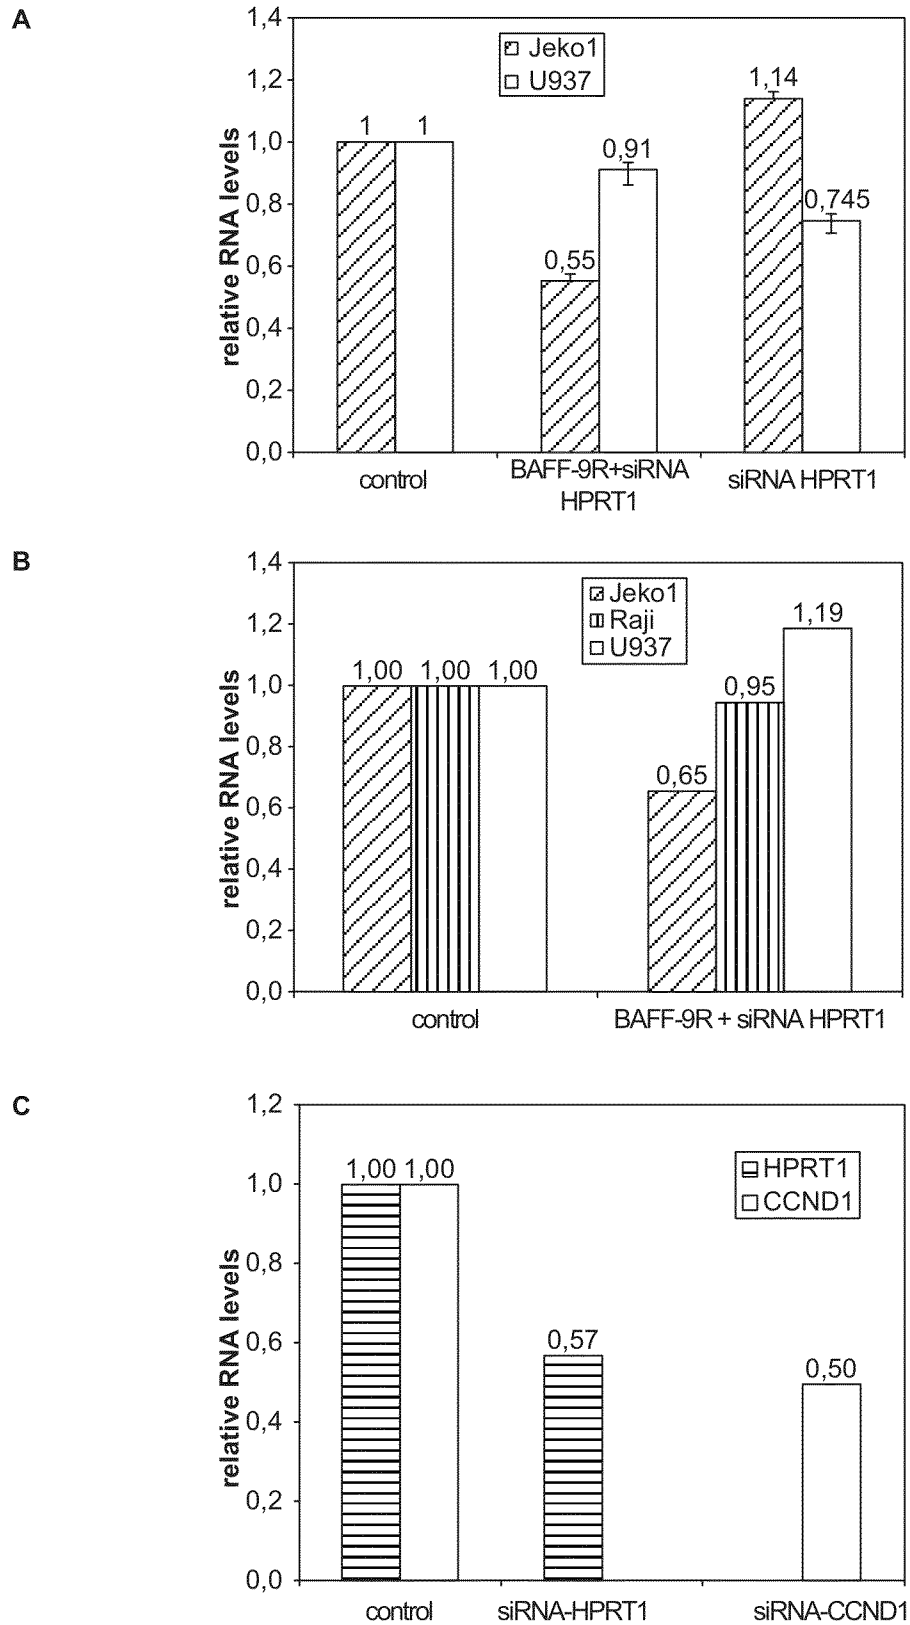 A
1,4
1,2
1,0
0,8
0,6
0,4
0,2
0,0
relative RNA levels
Jeko1
U937
1
1
0,55
0,91
1,14
0,745
control
BAFF-9R+siRNA
HPRT1
siRNA HPRT1
B
1,4
1,2
1,0
0,8
0,6
0,4
0,2
0,0
relative RNA levels
Jeko1
Raji
U937
1,00 1,00 1,00
0,65
0,95
1,19
control
BAFF-9R + siRNA HPRT1
C
1,2
1,0
0,8
0,6
0,4
0,2
0,0
relative RNA levels
HPRT1
CCND1
1,00 1,00
0,57
0,50
control
siRNA-HPRT1
siRNA-CCND1